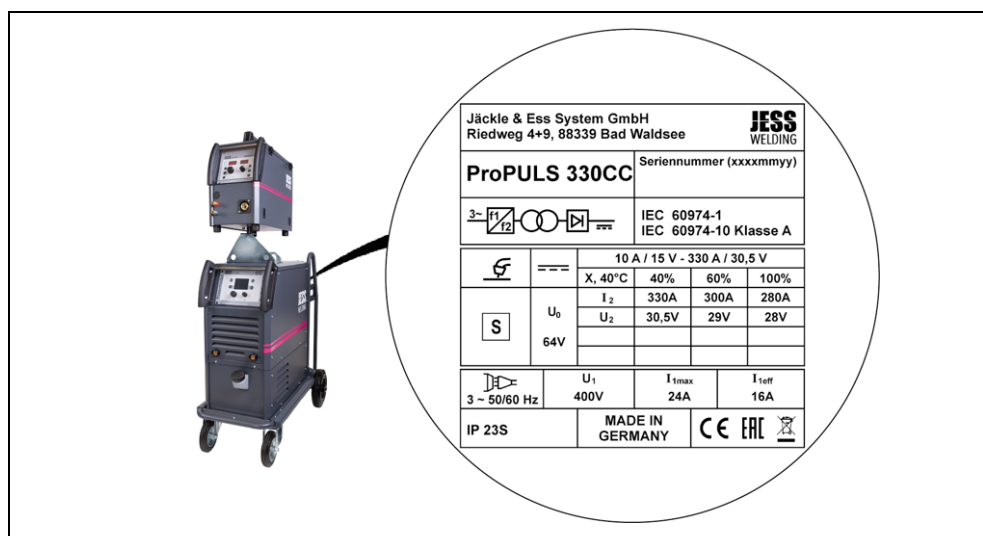 Jäckle & Ess System GmbH
Riedweg 4+9, 88339 Bad Waldsee
JESS
WELDING
ProPULS 330CC
Seriennummer (xxxxmmyy)
3~ f1 f2
IEC 60974-1
IEC 60974-10 Klasse A
10 A / 15 V - 330 A / 30,5 V
X, 40°C 40% 60% 100%
I2 330A 300A 280A
U2 30,5V 29V 28V
S
U0
64V
3 ~ 50/60 Hz
U1
400V
I1max
24A
I1eff
16A
IP 23S
MADE IN
GERMANY
CE EAC
JESS